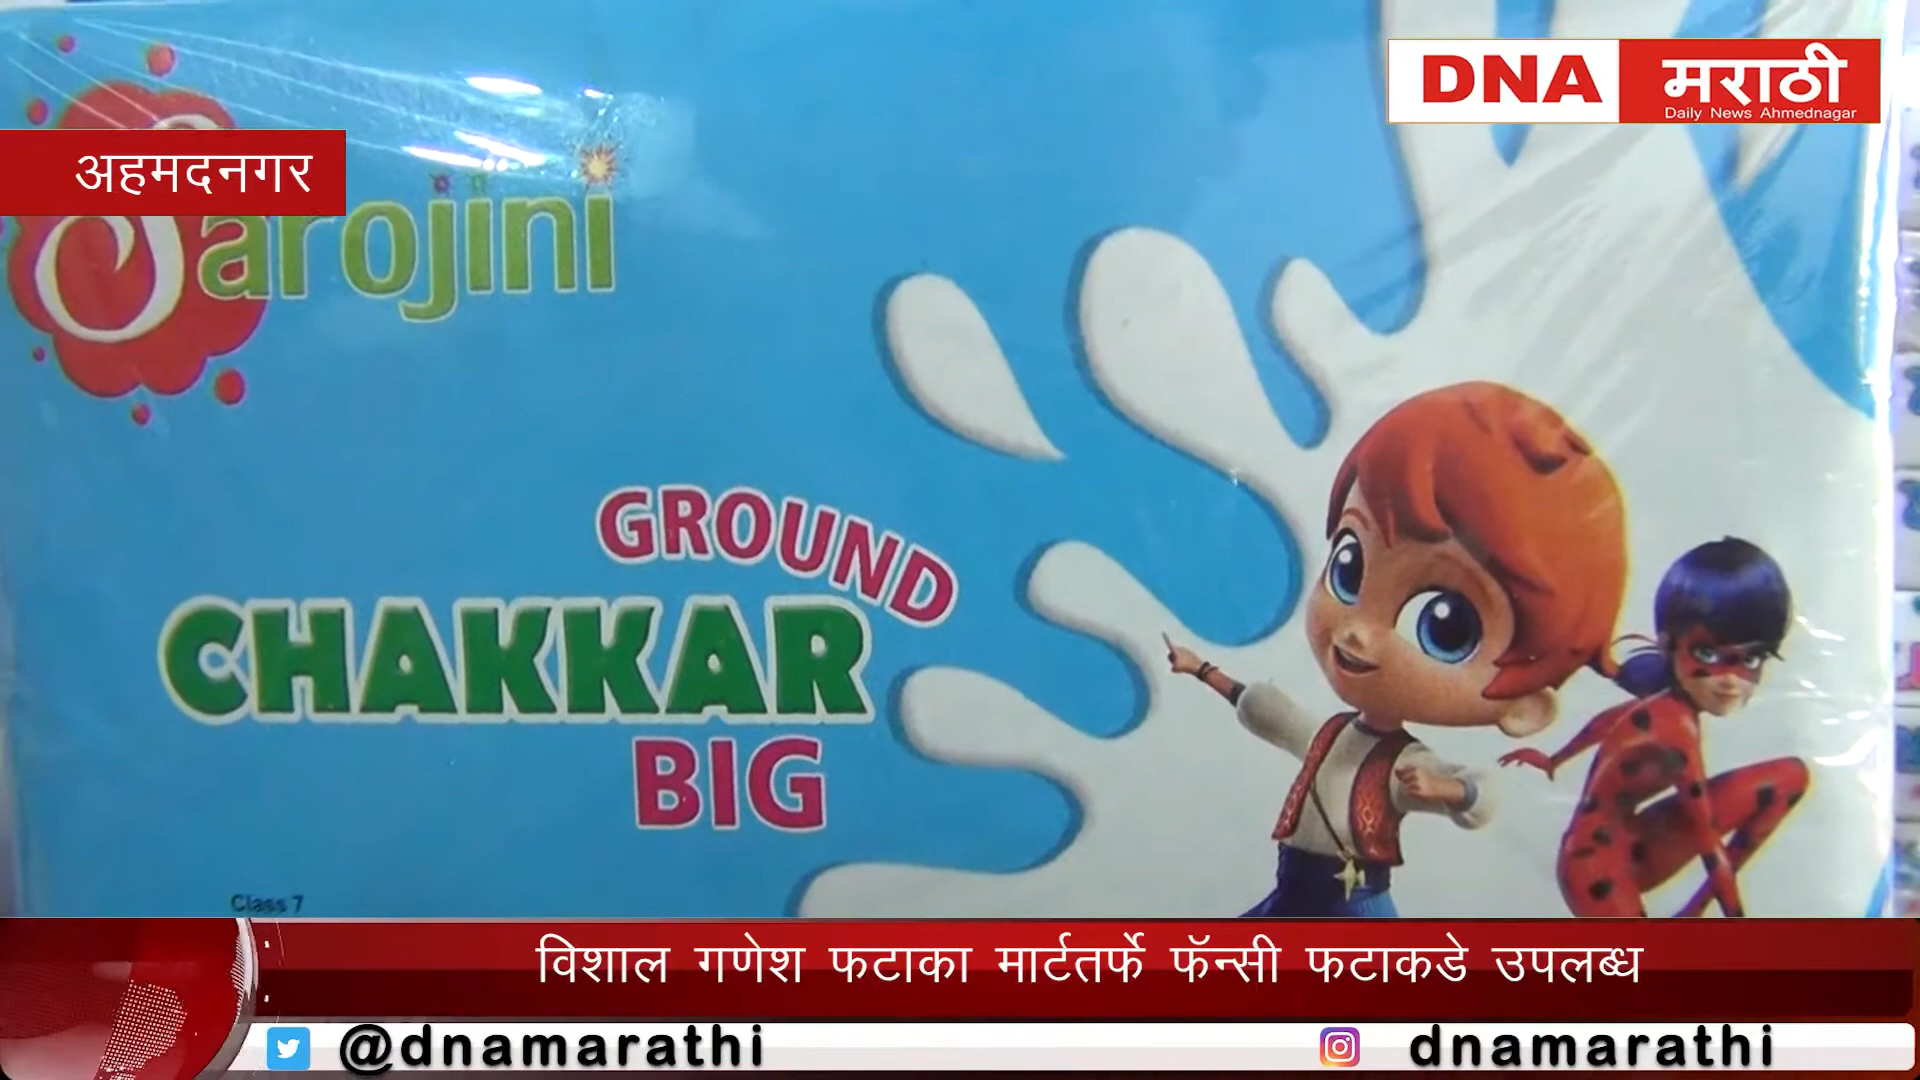 DNA मराठी
Daily News Ahmednagar
अहमदनगर
Sarojini
GROUND
CHAKKAR
BIG
Class 7
विशाल गणेश फटाका मार्टतर्फे फॅन्सी फटाकडे उपलब्ध
@dnamarathi
dnamarathi